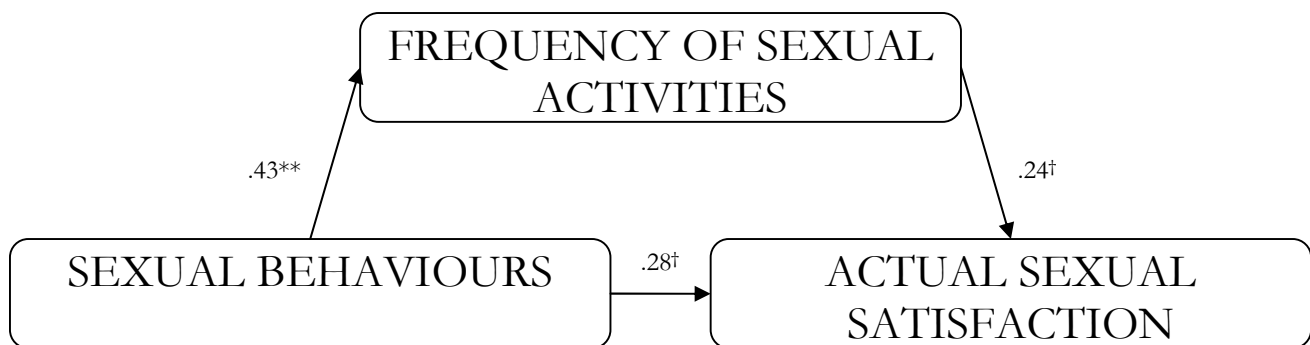 FREQUENCY OF SEXUAL
ACTIVITIES
.43**
.24†
SEXUAL BEHAVIOURS
.28†
ACTUAL SEXUAL
SATISFACTION